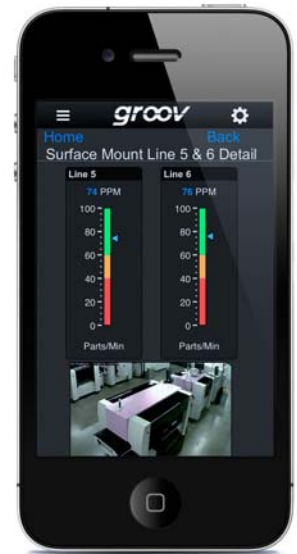 groov
Home Back
Surface Mount Line 5 & 6 Detail
Line 5
74 PPM
100
80
60
40
20
0
Parts/Min
Line 6
76 PPM
100
80
60
40
20
0
Parts/Min